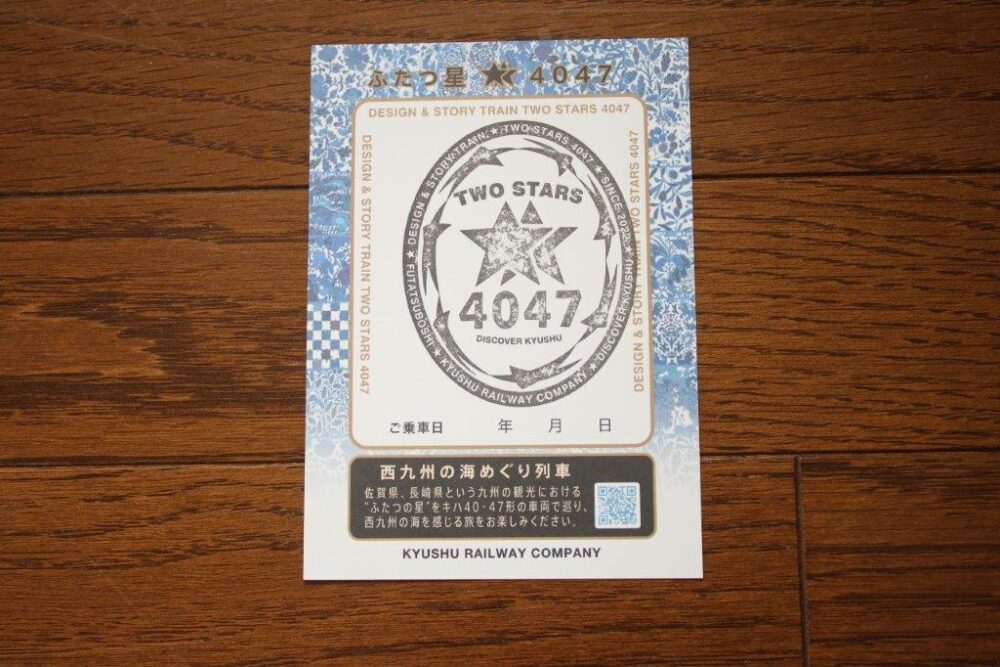 ふたつ星 4047
DESIGN & STORY TRAIN TWO STARS 4047
DESIGN & STORY TRAIN TWO STARS 4047
DESIGN & STORY TRAIN TWO STARS 4047
DESIGN & STORY TRAIN ★ TWO STARS 4047 ★ SINCE
DISCOVER KYUSHU ★ KYUSHU RAILWAY COMPANY ★ FUTATSUBOSHI ★
TWO STARS
4047
DISCOVER KYUSHU
ご乗車日 年 月 日
西九州の海めぐり列車
佐賀県、長崎県という九州の観光における
“ふたつの星”をキハ40・47形の車両で巡り、
西九州の海を感じる旅をお楽しみください。
KYUSHU RAILWAY COMPANY